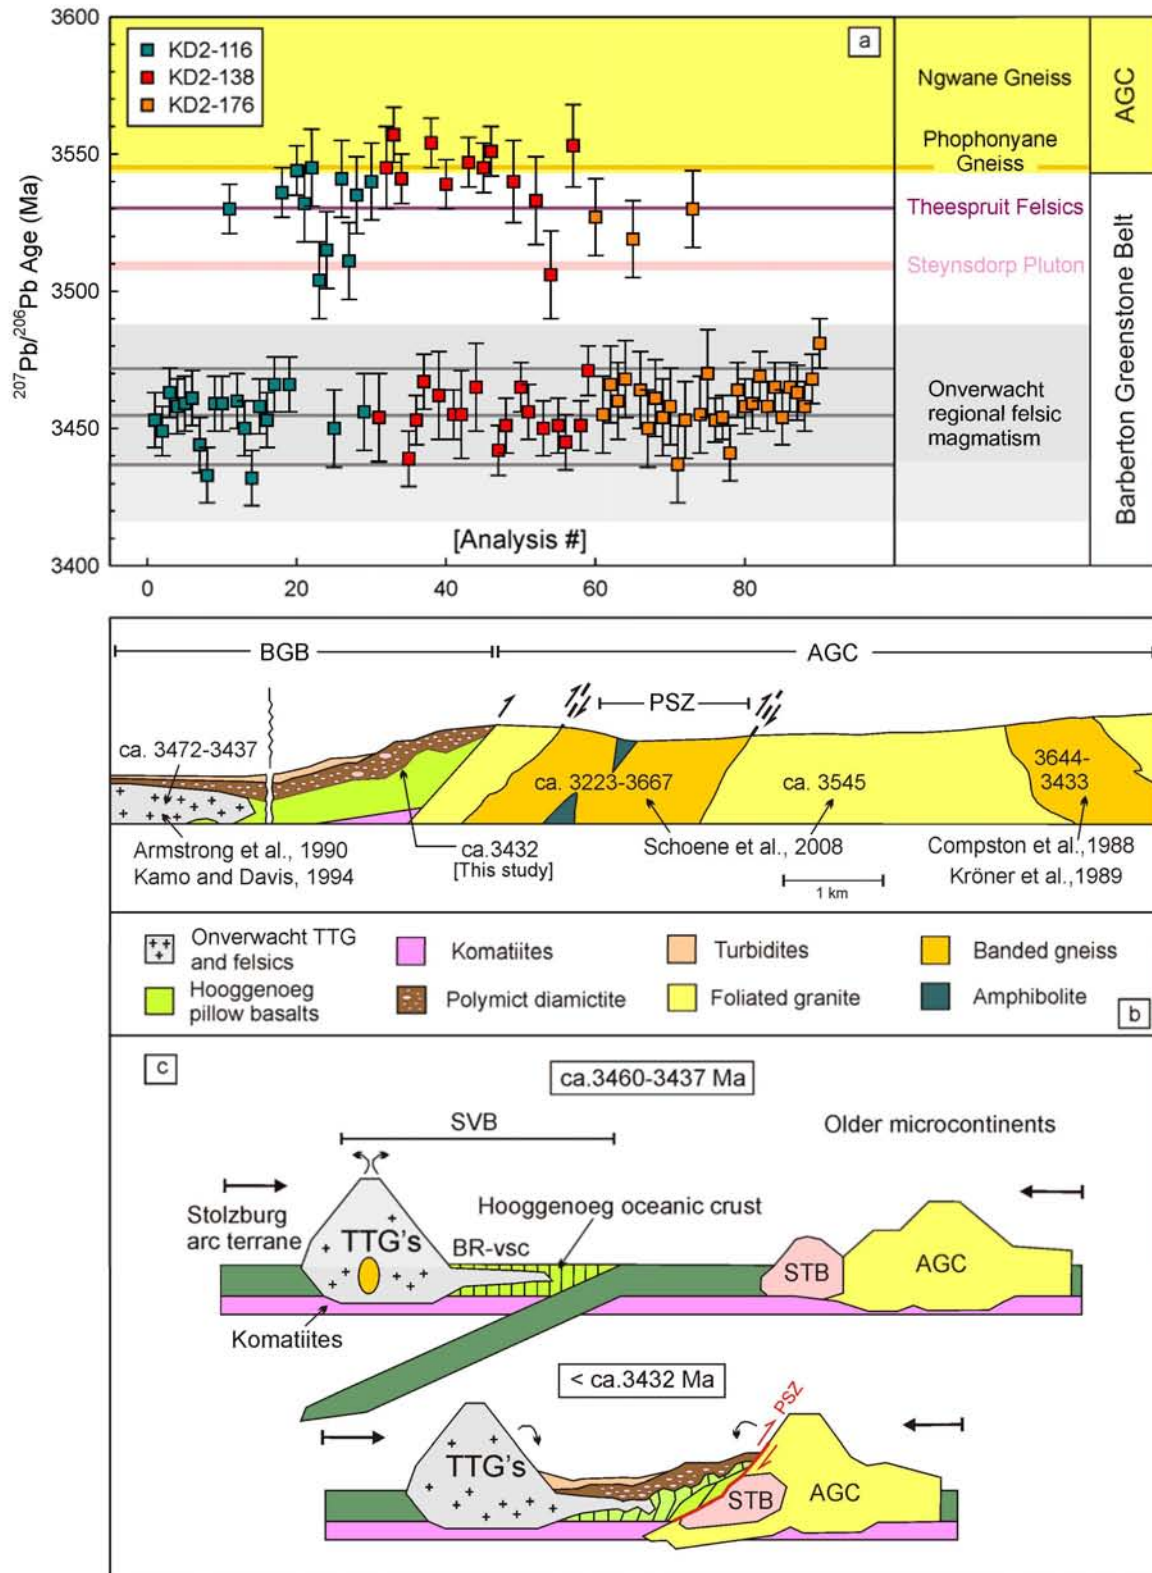 3600
3550
3500
3450
3400
207Pb/206Pb Age (Ma)
KD2-116
KD2-138
KD2-176
a
Ngwane Gneiss
Phophonyane
Gneiss
Theespruit Felsics
Steynsdorp Pluton
Onverwacht
regional felsic
magmatism
AGC
Barberton Greenstone Belt
[Analysis #]
0 20 40 60 80
BGB AGC
PSZ
ca. 3472-3437
ca. 3223-3667
ca. 3545
3644-
3433
Armstrong et al., 1990
Kamo and Davis, 1994
ca.3432
[This study]
Schoene et al., 2008
Compston et al.,1988
Kröner et al.,1989
1 km
Onverwacht TTG
and felsics
Komatiites
Turbidites
Banded gneiss
Hooggenoeg
pillow basalts
Polymict diamictite
Foliated granite
Amphibolite
b
c
ca.3460-3437 Ma
SVB
Older microcontinents
Stolzburg
arc terrane
TTG's
BR-vsc
Hooggenoeg oceanic crust
STB
AGC
Komatiites
< ca.3432 Ma
PSZ
TTG's
STB
AGC